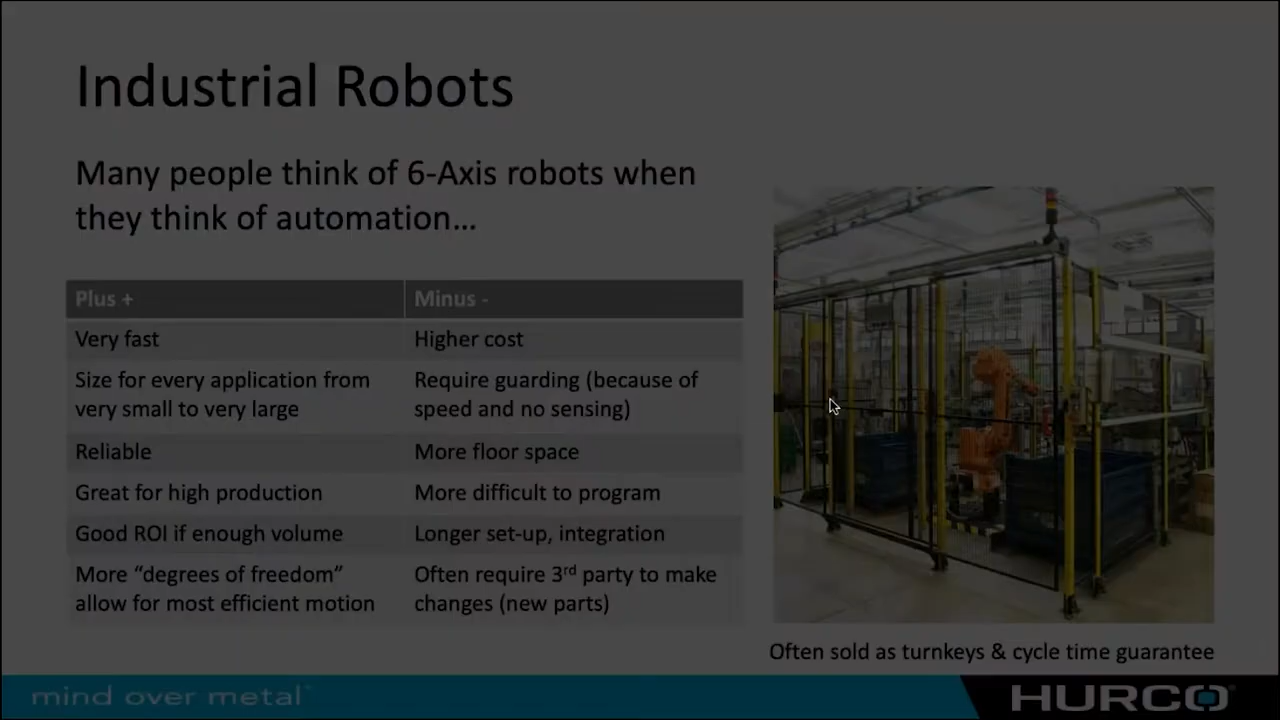 Industrial Robots
Many people think of 6-Axis robots when
they think of automation…
Plus +
Minus -
Very fast
Higher cost
Size for every application from
very small to very large
Require guarding (because of
speed and no sensing)
Reliable
More floor space
Great for high production
More difficult to program
Good ROI if enough volume
Longer set-up, integration
More “degrees of freedom”
allow for most efficient motion
Often require 3rd party to make
changes (new parts)
Often sold as turnkeys & cycle time guarantee
mind over metal
HURCO